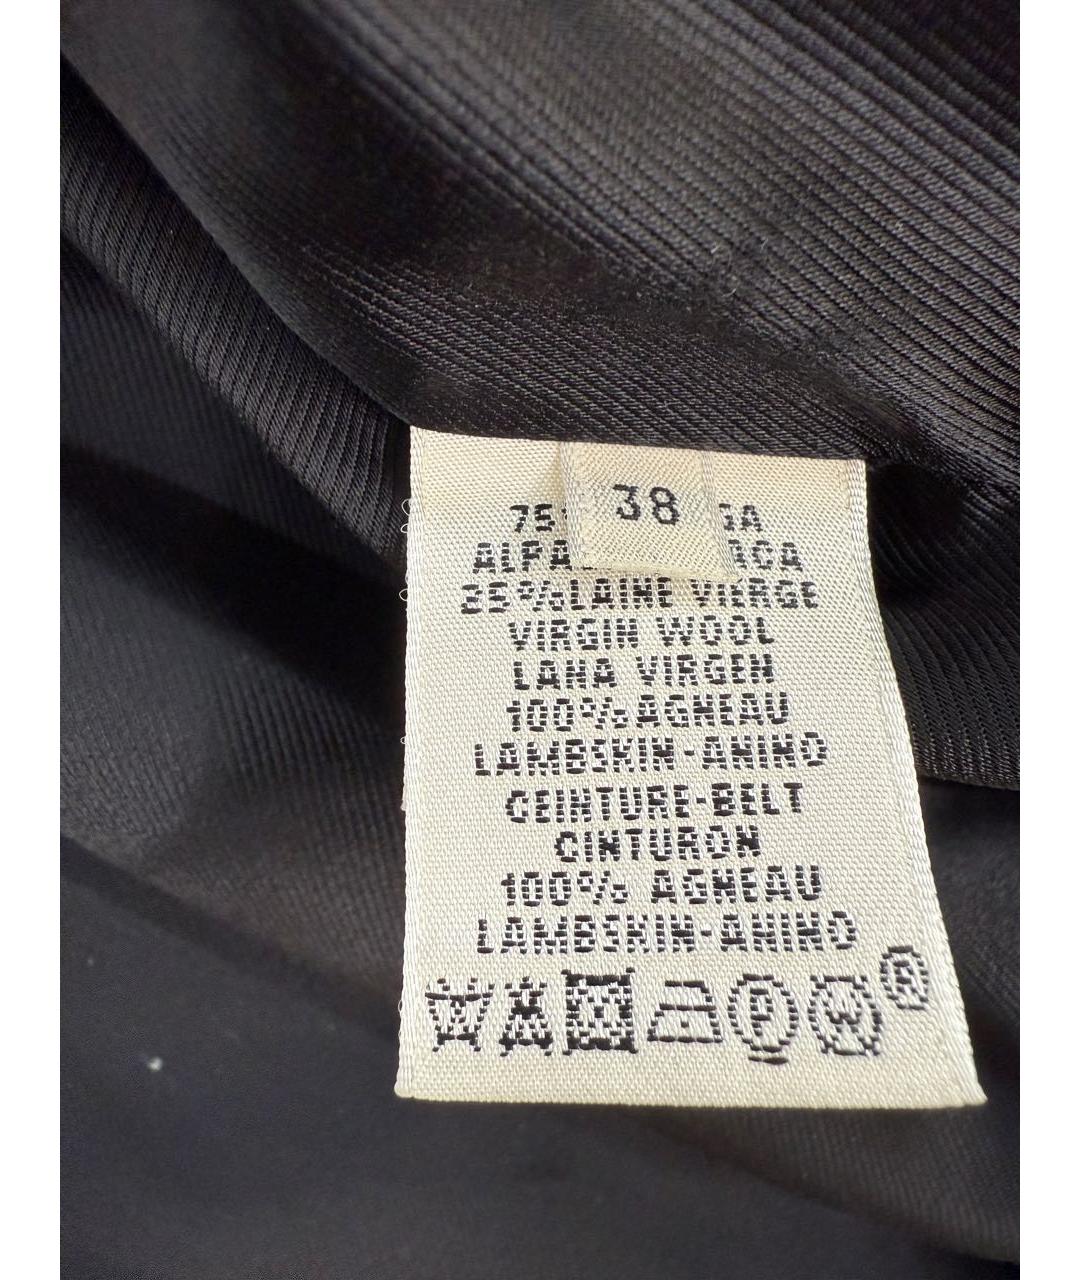 38
75
25% LAINE VIERGE
VIRGIN WOOL
LANA VIRGEN
100% AGNEAU
LAMBSKIN-ANINO
CEINTURE-BELT
CINTURON
100% AGNEAU
LAMBSKIN-ANINO
P W ®